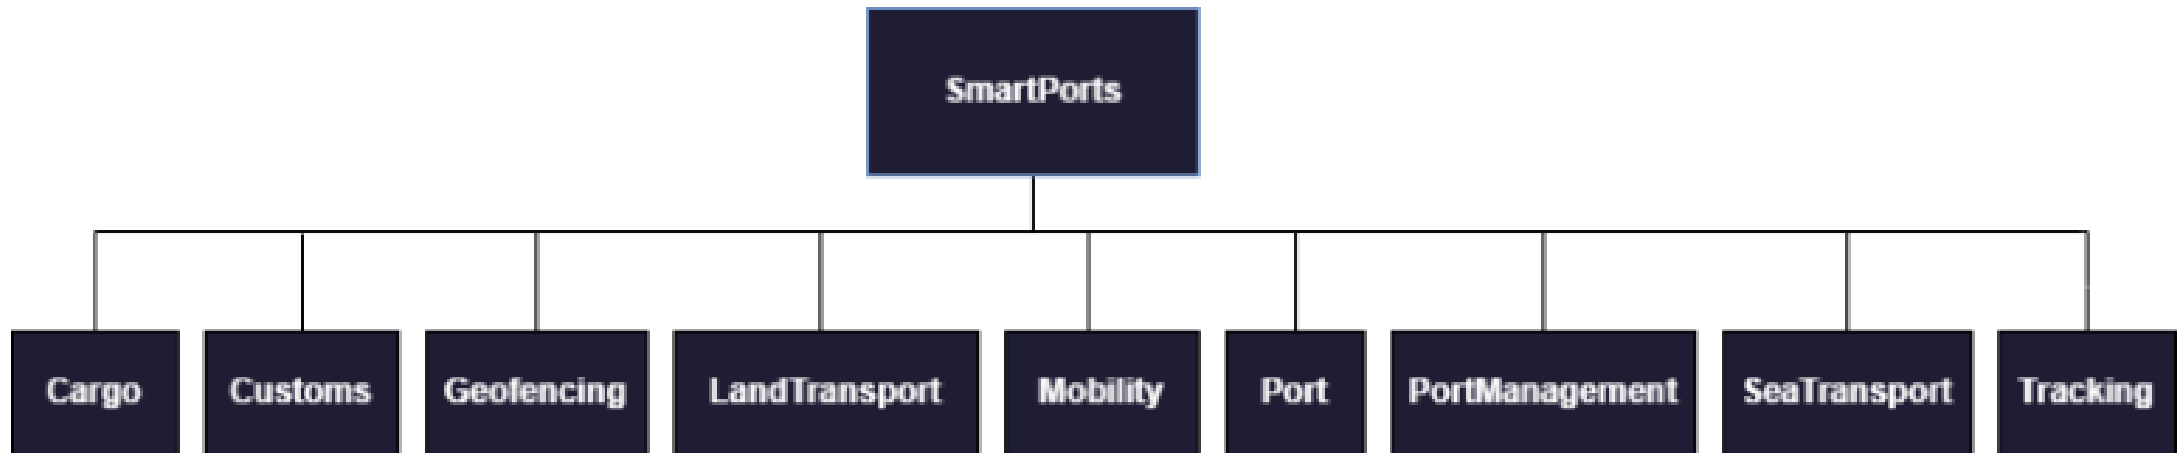 SmartPorts
Cargo
Customs
Geofencing
LandTransport
Mobility
Port
PortManagement
SeaTransport
Tracking